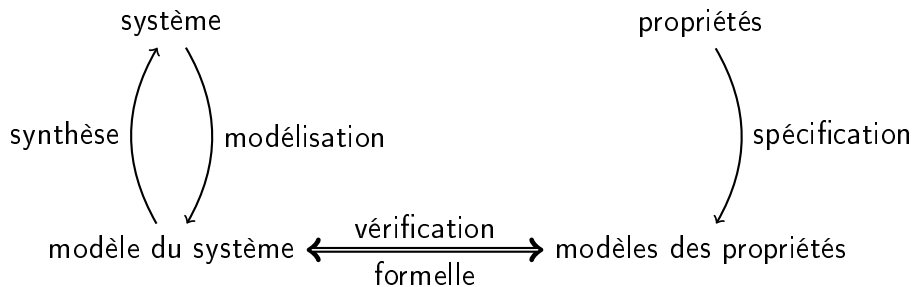 système
propriétés
synthèse
modélisation
spécification
vérification
modèle du système
modèles des propriétés
formelle